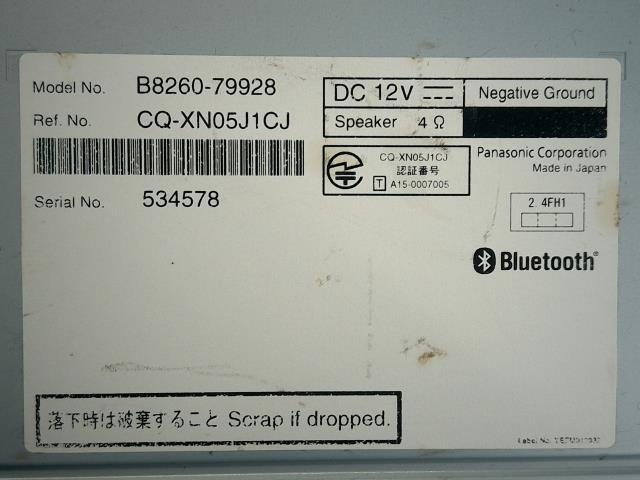 Model No. B8260-79928
Ref. No. CQ-XN05J1CJ
Serial No. 534578
DC 12V
Negative Ground
Speaker 4 Ω
CQ-XN05J1CJ
認証番号
T A15-0007005
Panasonic Corporation
Made in Japan
2.4FH1
Bluetooth®
落下時は破棄すること Scrap if dropped.
Label No.